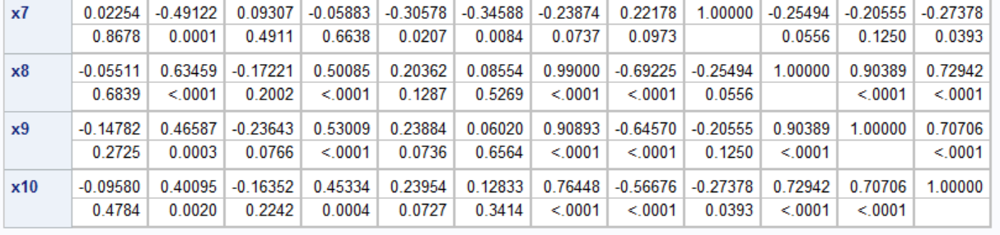 x7 0.02254 -0.49122 0.09307 -0.05883 -0.30578 -0.34588 -0.23874 0.22178 1.00000 -0.25494 -0.20555 -0.27378
0.8678 0.0001 0.4911 0.6638 0.0207 0.0084 0.0737 0.0973 0.0556 0.1250 0.0393
x8 -0.05511 0.63459 -0.17221 0.50085 0.20362 0.08554 0.99000 -0.69225 -0.25494 1.00000 0.90389 0.72942
0.6839 <.0001 0.2002 <.0001 0.1287 0.5269 <.0001 <.0001 0.0556 <.0001 <.0001
x9 -0.14782 0.46587 -0.23643 0.53009 0.23884 0.06020 0.90893 -0.64570 -0.20555 0.90389 1.00000 0.70706
0.2725 0.0003 0.0766 <.0001 0.0736 0.6564 <.0001 <.0001 0.1250 <.0001 <.0001
x10 -0.09580 0.40095 -0.16352 0.45334 0.23954 0.12833 0.76448 -0.56676 -0.27378 0.72942 0.70706 1.00000
0.4784 0.0020 0.2242 0.0004 0.0727 0.3414 <.0001 <.0001 0.0393 <.0001 <.0001